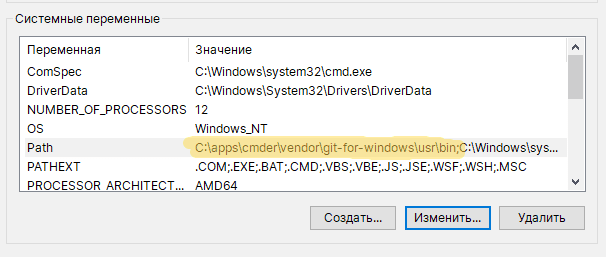 Системные переменные
Переменная Значение
ComSpec C:\Windows\system32\cmd.exe
DriverData C:\Windows\System32\Drivers\DriverData
NUMBER_OF_PROCESSORS 12
OS Windows_NT
Path C:\apps\cmder\vendor\git-for-windows\usr\bin;C:\Windows\sys...
PATHEXT .COM;.EXE;.BAT;.CMD;.VBS;.VBE;.JS;.JSE;.WSF;.WSH;.MSC
PROCESSOR_ARCHITECT... AMD64
Создать... Изменить... Удалить